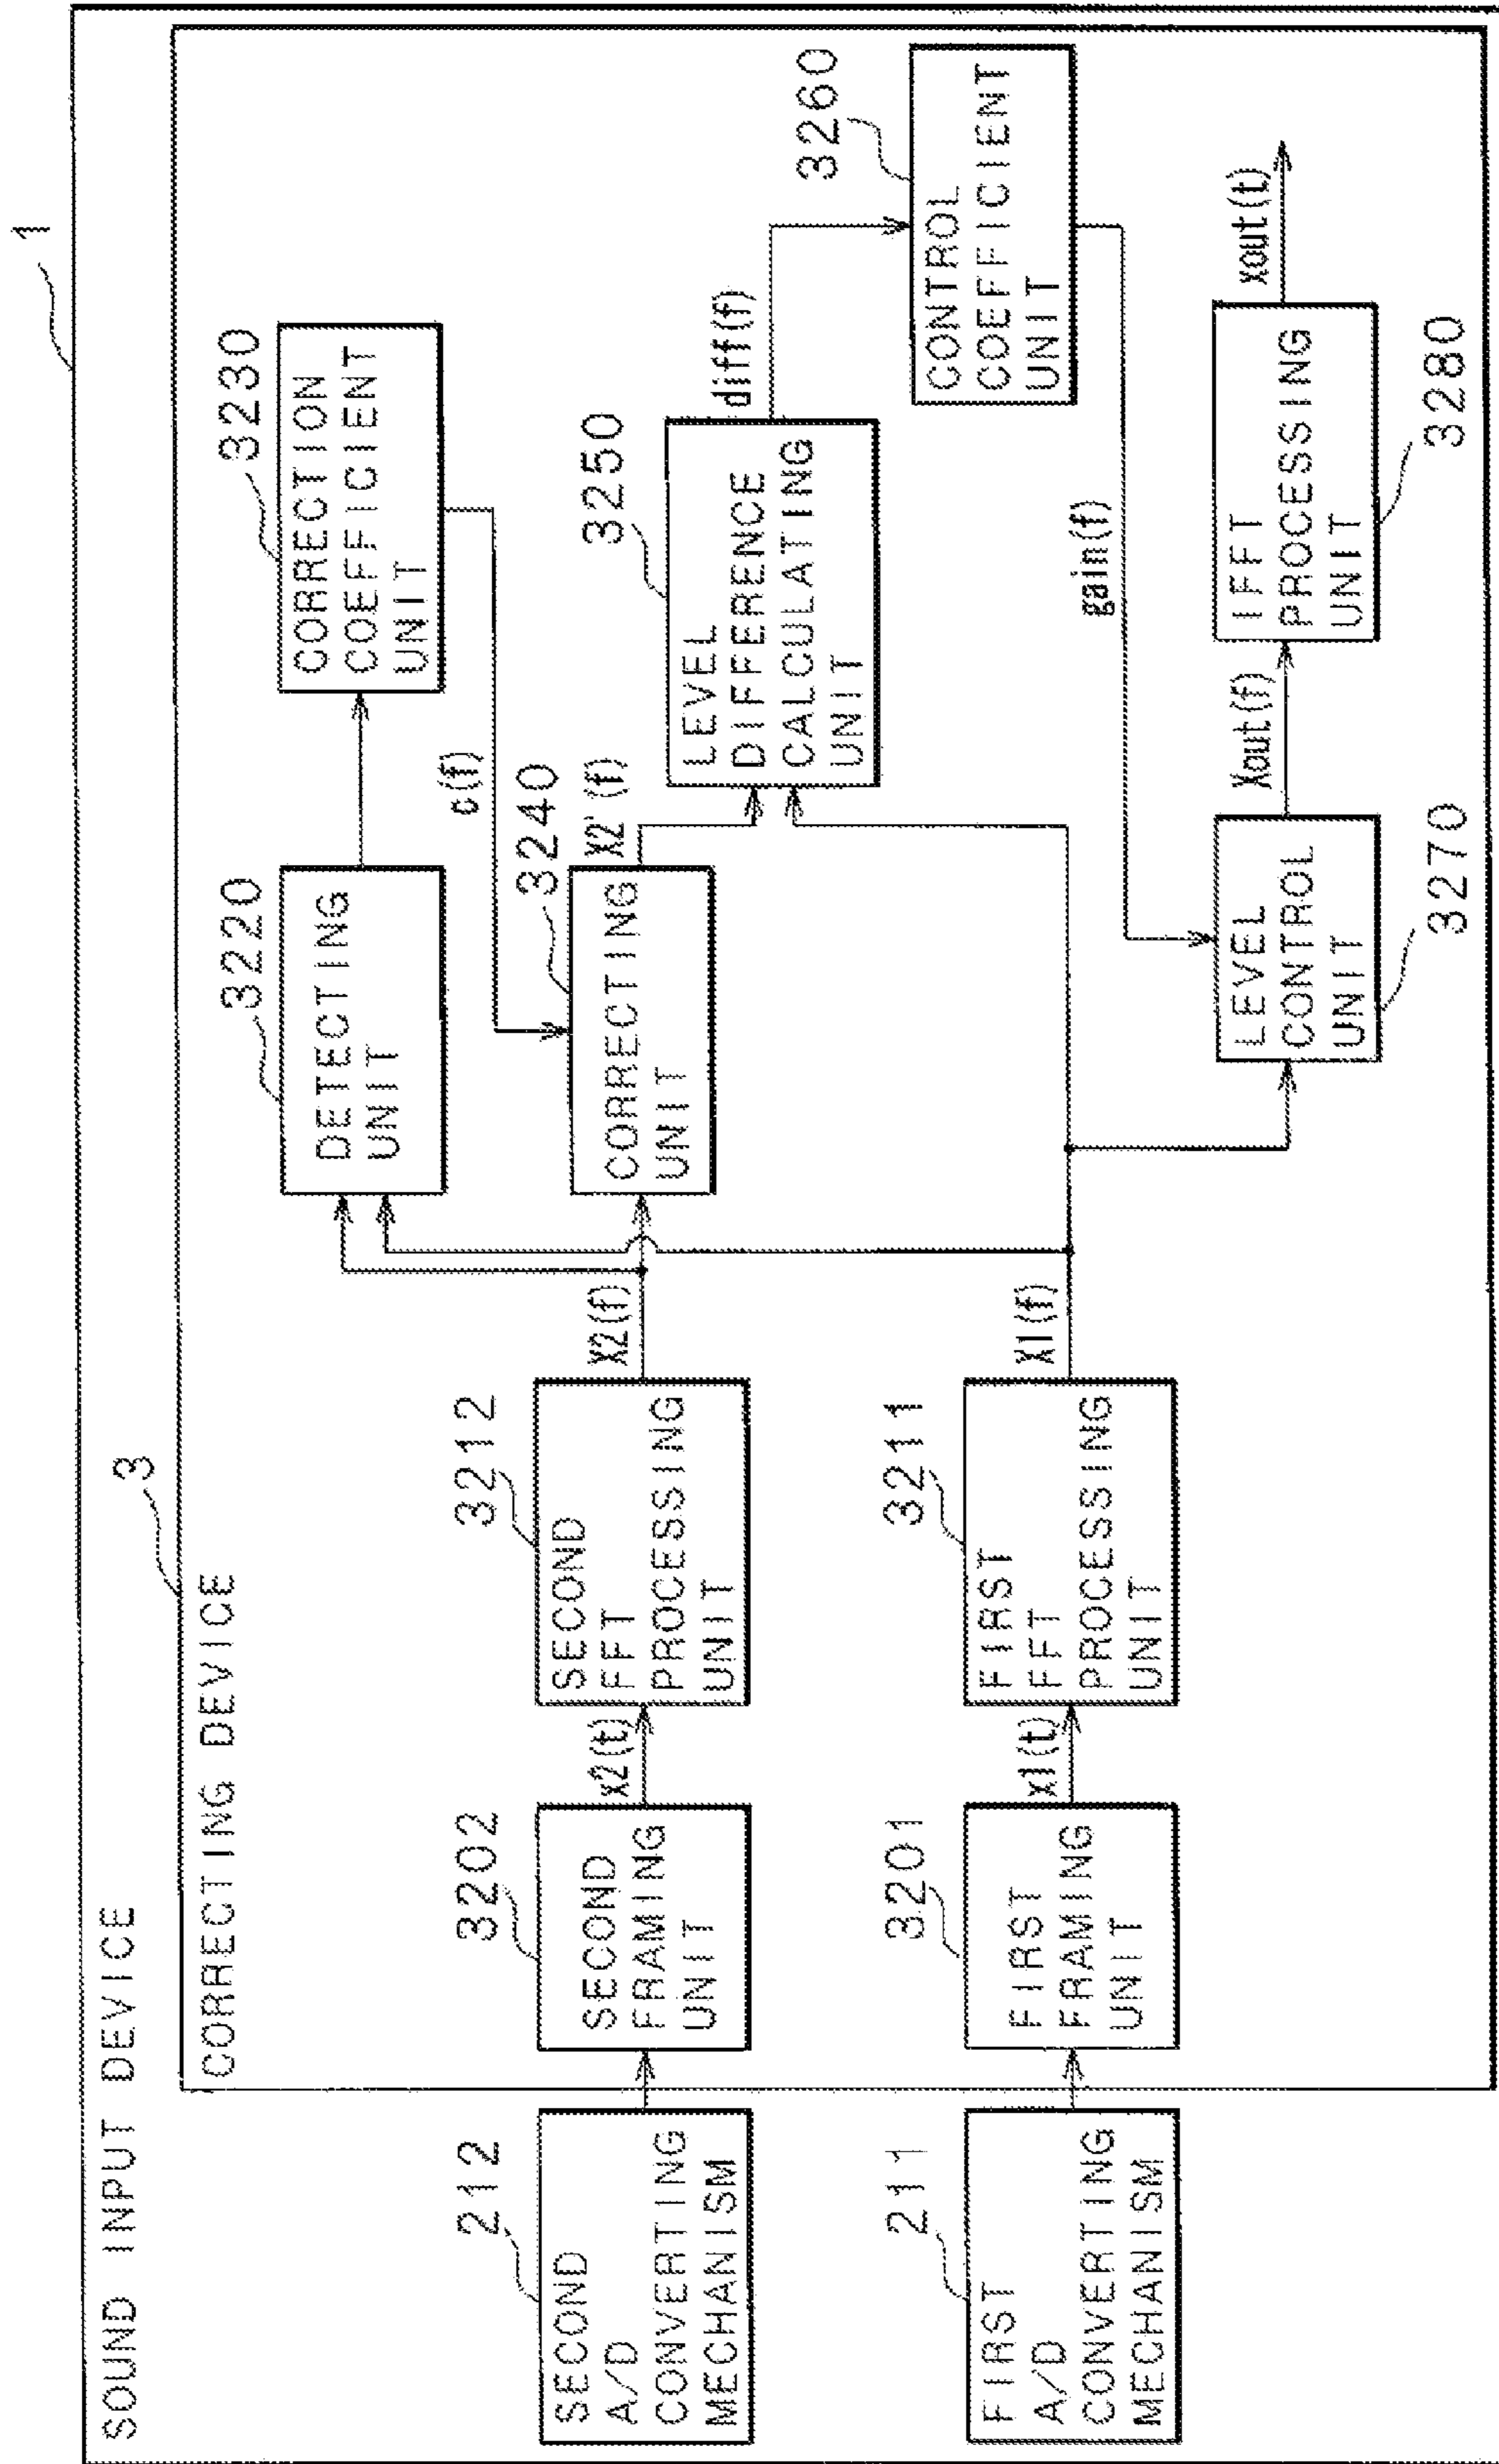 1
SOUND INPUT DEVICE
3
CORRECTING DEVICE
212
SECOND
A/D
CONVERTING
MECHANISM
3202
SECOND
FRAMING
UNIT
x2(t)
3212
SECOND
FFT
PROCESSING
UNIT
X2(f)
3220
DETECTING
UNIT
3230
CORRECTION
COEFFICIENT
UNIT
c(f)
3240
CORRECTING
UNIT
X2'(f)
3250
LEVEL
DIFFERENCE
CALCULATING
UNIT
diff(f)
3260
CONTROL
COEFFICIENT
UNIT
gain(f)
211
FIRST
A/D
CONVERTING
MECHANISM
3201
FIRST
FRAMING
UNIT
x1(t)
3211
FIRST
FFT
PROCESSING
UNIT
X1(f)
LEVEL
CONTROL
UNIT
3270
Xout(f)
IFFT
PROCESSING
UNIT
3280
xout(t)